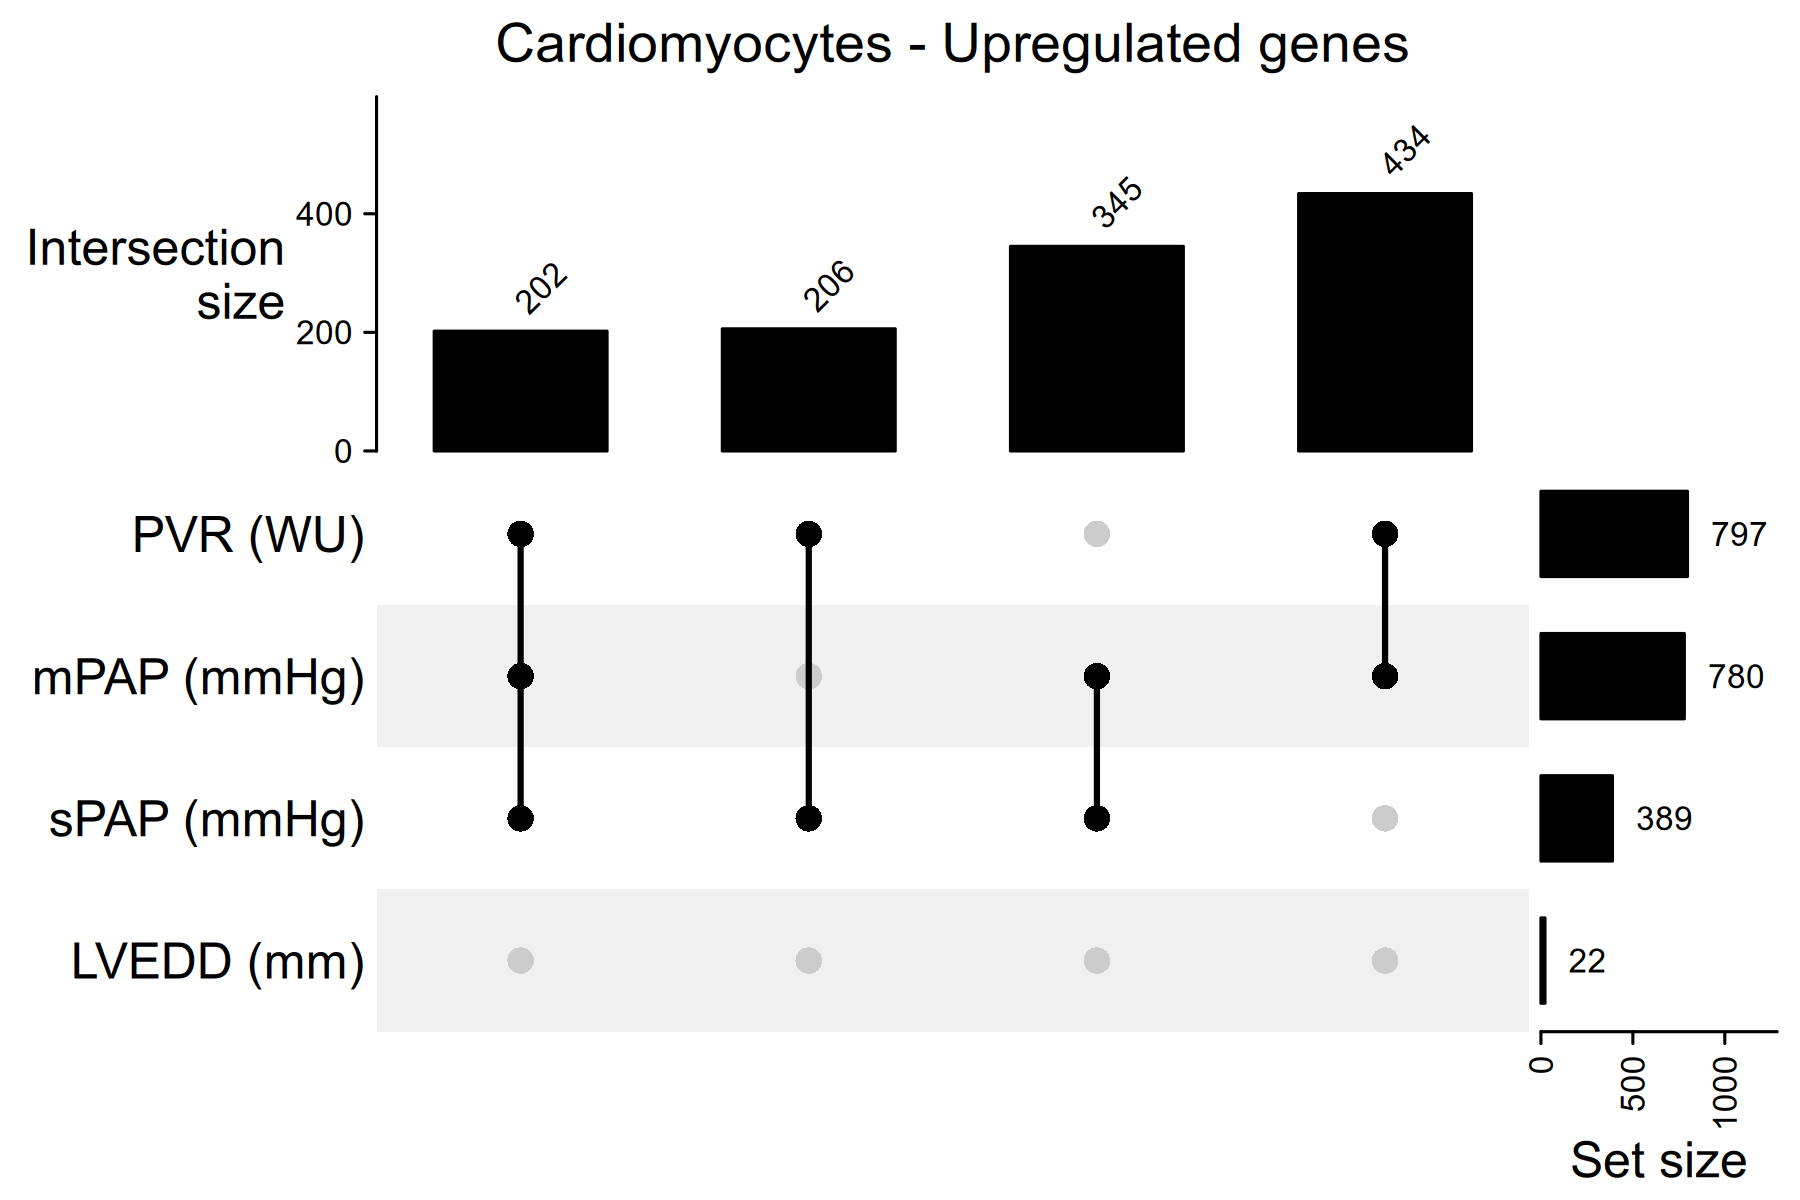 Cardiomyocytes - Upregulated genes
Intersection
size
400
200
0
202
206
345
434
PVR (WU)
797
mPAP (mmHg)
780
sPAP (mmHg)
389
LVEDD (mm)
22
0
500
1000
Set size